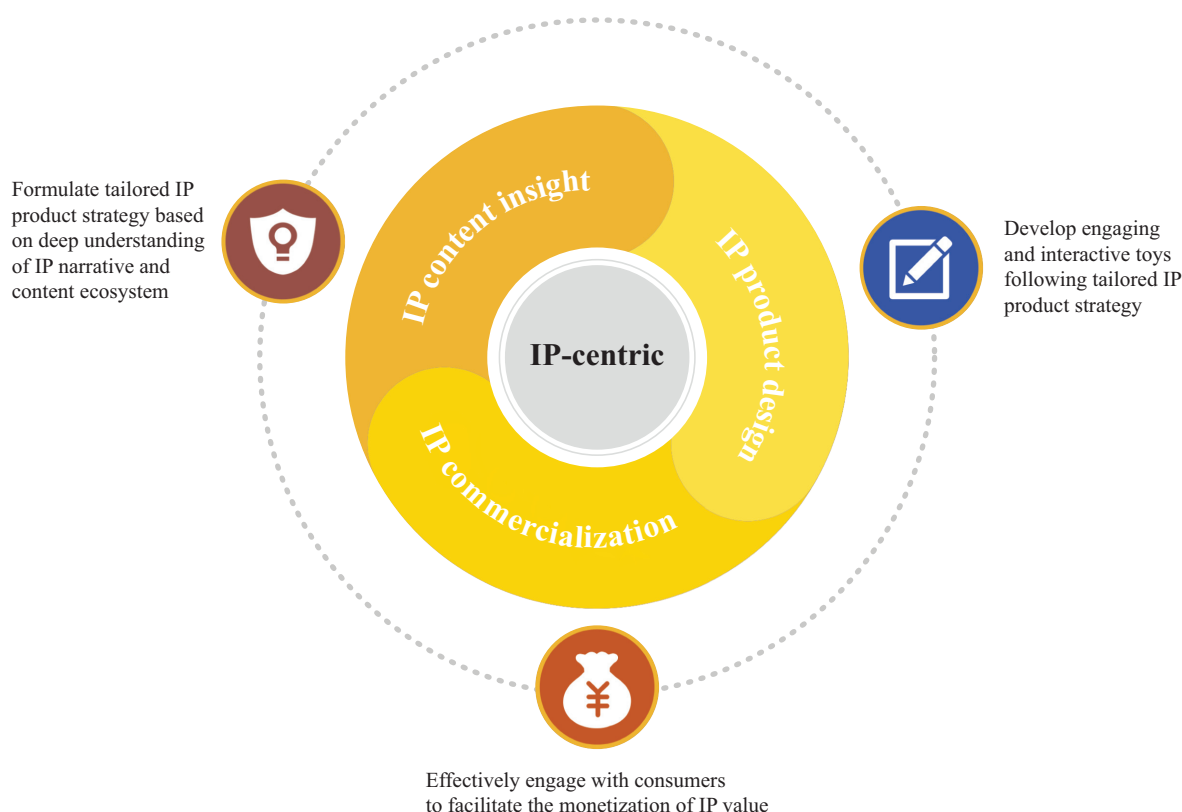 Formulate tailored IP
product strategy based
on deep understanding
of IP narrative and
content ecosystem
IP content insight
IP product design
IP-centric
IP commercialization
Develop engaging
and interactive toys
following tailored IP
product strategy
¥
Effectively engage with consumers
to facilitate the monetization of IP value